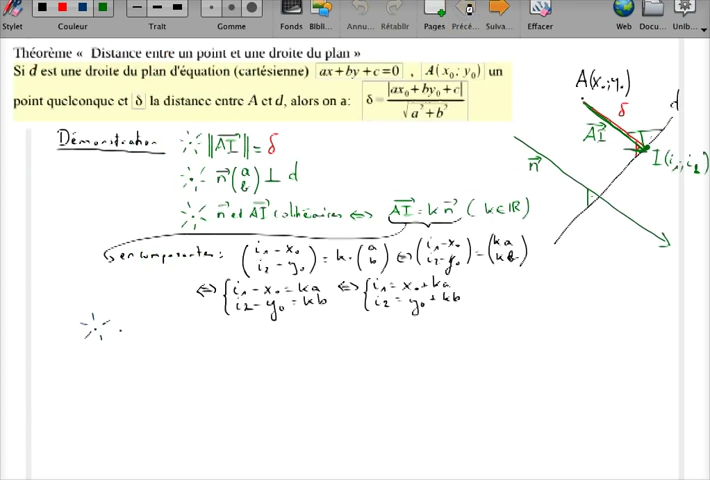 Stylet Couleur Trait Gomme Fonds Bleus Annu... Rétablir Pages Précé... Suiva... Effacer Web Docu... Unib...
Théorème « Distance entre un point et une droite du plan »
Si d est une droite du plan d'équation (cartésienne) ax+by+c=0 , A(x₀; y₀) un
point quelconque et δ la distance entre A et d, alors on a: δ = |ax₀+by₀+c| / √(a²+b²)
A(x₀;y₀)
δ
d
AI⃗
I(i₁;i₂)
n⃗
Démonstration ‖AI⃗‖ = δ
n⃗(a b) ⊥ d
n⃗ et AI⃗ colinéaires ⇔ AI⃗ = k n⃗ (k∈ℝ)
en composantes: (i₁-x₀ i₂-y₀) = k·(a b) ⇔ (i₁-x₀ i₂-y₀) = (ka kb)
⇔ { i₁-x₀ = ka ⇔ { i₁ = x₀+ka
i₂-y₀ = kb i₂ = y₀+kb